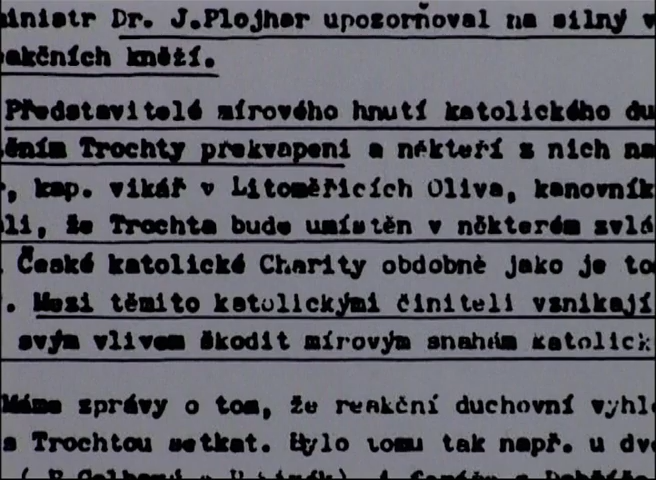 inistr Dr. J.Plojhar upozorňoval na silný v
akčních kněží.
Představitelé mírového hnutí katolického du
ěním Trochty překvapeni a někteří z nich na
, kap. vikář v Litoměřicích Oliva, kanovník
li, že Trochta bude umístěn v některém zvlá
České katolické Charity obdobně jako je to
. Mezi těmito katolickými činiteli vznikají
svým vlivem škodit mírovým snahám katolick
Máme zprávy o tom, že reakční duchovní vyhl
s Trochtou setkat. Bylo tomu tak např. u dv